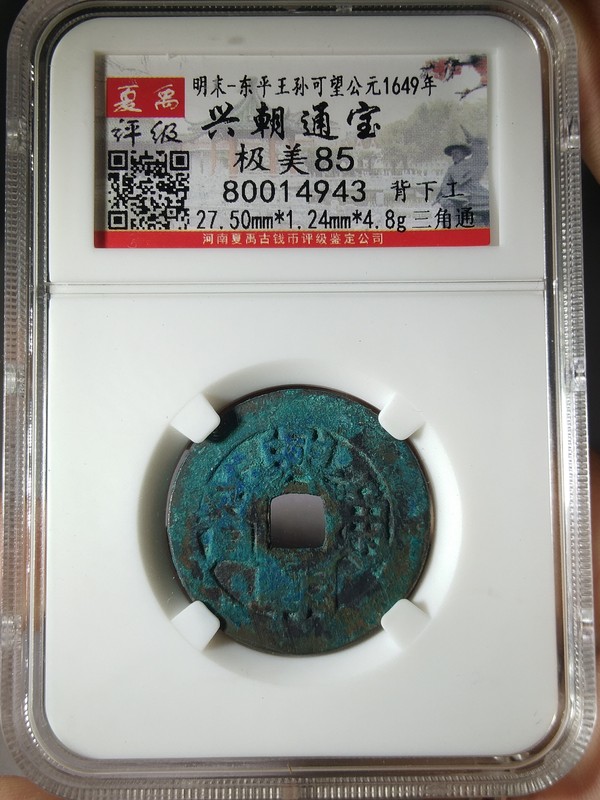 明末-东平王孙可望公元1649年
夏禹
评级
兴朝通宝
极美85
80014943 背下工
27.50mm*1.24mm*4.8g 三角通
河南夏禹古钱币评级鉴定公司